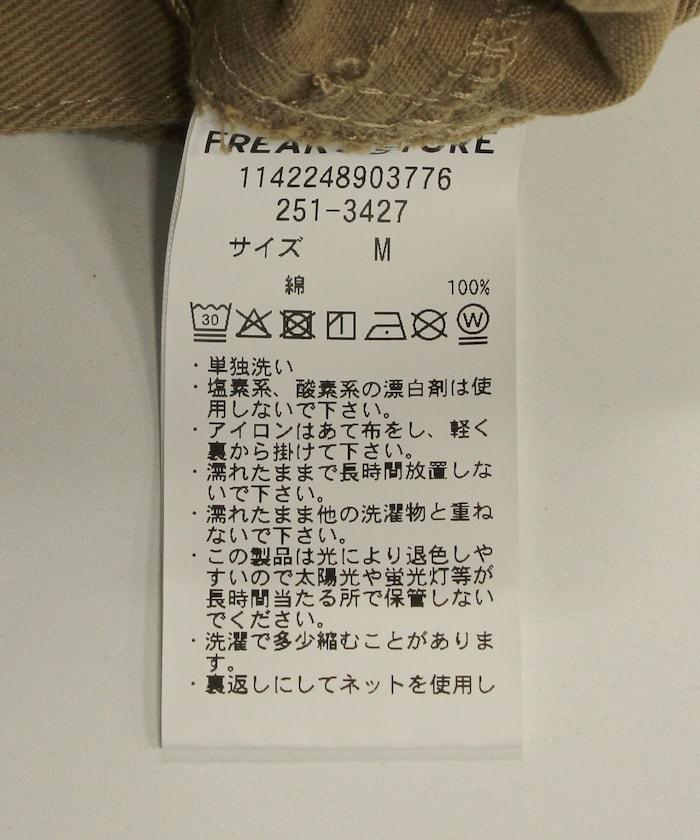 FREAK'S STORE
1142248903776
251-3427
サイズ M
綿 100%
30 W
・単独洗い
・塩素系、酸素系の漂白剤は使
用しないで下さい。
・アイロンはあて布をし、軽く
裏から掛けて下さい。
・濡れたままで長時間放置しな
いで下さい。
・濡れたまま他の洗濯物と重ね
ないで下さい。
・この製品は光により退色しや
すいので太陽光や蛍光灯等が
長時間当たる所で保管しない
でください。
・洗濯で多少縮むことがありま
す。
・裏返しにしてネットを使用し